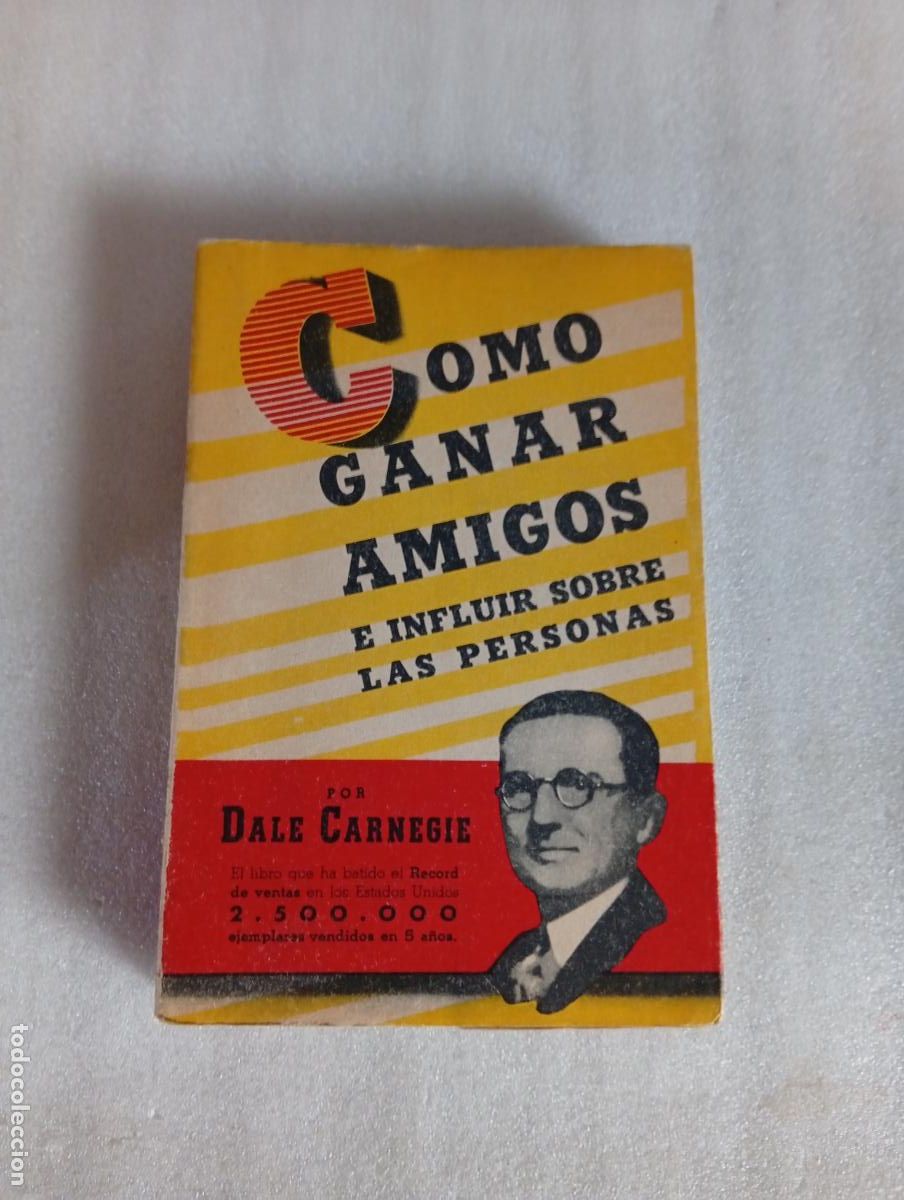 COMO
GANAR
AMIGOS
E INFLUIR SOBRE
LAS PERSONAS
POR
DALE CARNEGIE
El libro que ha batido el Record
de ventas en los Estados Unidos
2.500.000
ejemplares vendidos en 5 años.
todocoleccion.net